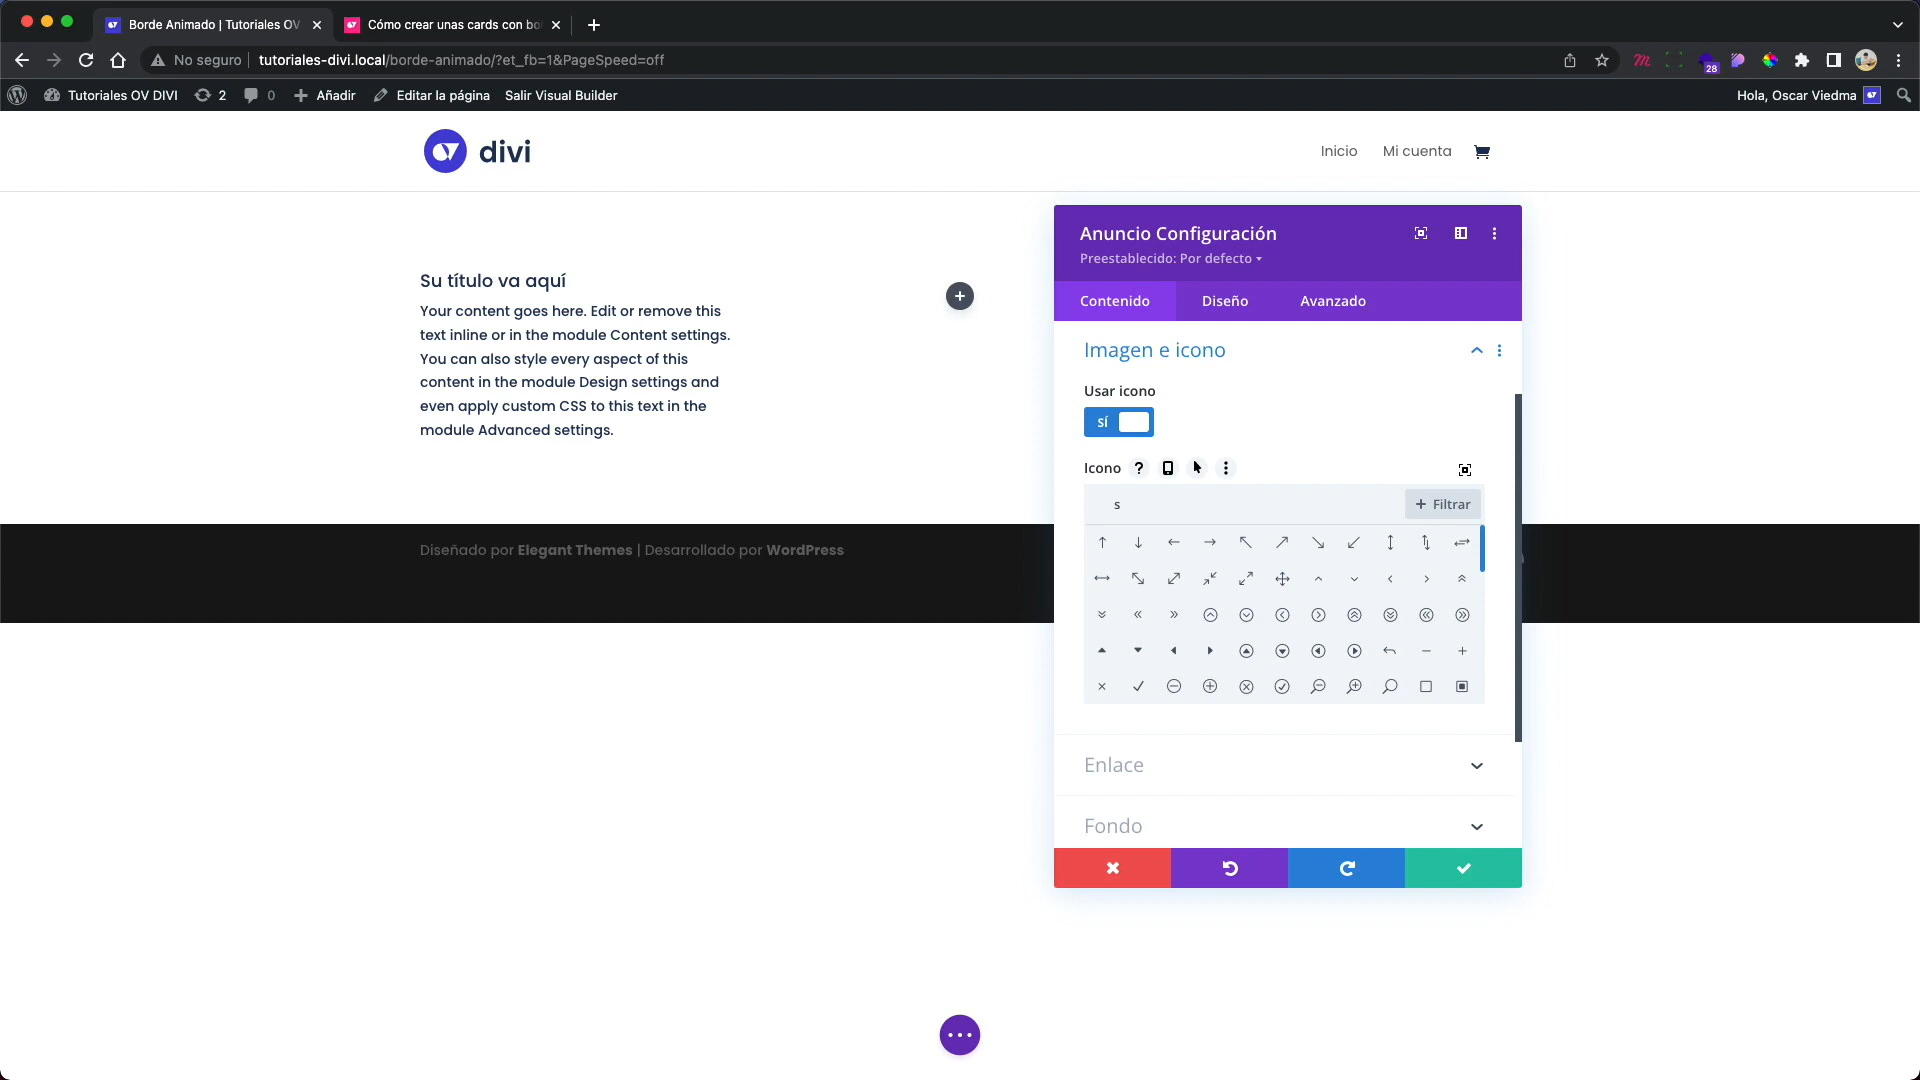 Borde Animado | Tutoriales OV
Cómo crear unas cards con bo
No seguro
tutoriales-divi.local/borde-animado/?et_fb=1&PageSpeed=off
28
Tutoriales OV DIVI
2
0
Añadir
Editar la página
Salir Visual Builder
Hola, Oscar Viedma
divi
Inicio
Mi cuenta
Su título va aquí
Your content goes here. Edit or remove this
text inline or in the module Content settings.
You can also style every aspect of this
content in the module Design settings and
even apply custom CSS to this text in the
module Advanced settings.
Diseñado por Elegant Themes | Desarrollado por WordPress
Anuncio Configuración
Preestablecido: Por defecto
Contenido
Diseño
Avanzado
Imagen e icono
Usar icono
SÍ
Icono
s
+ Filtrar
Enlace
Fondo